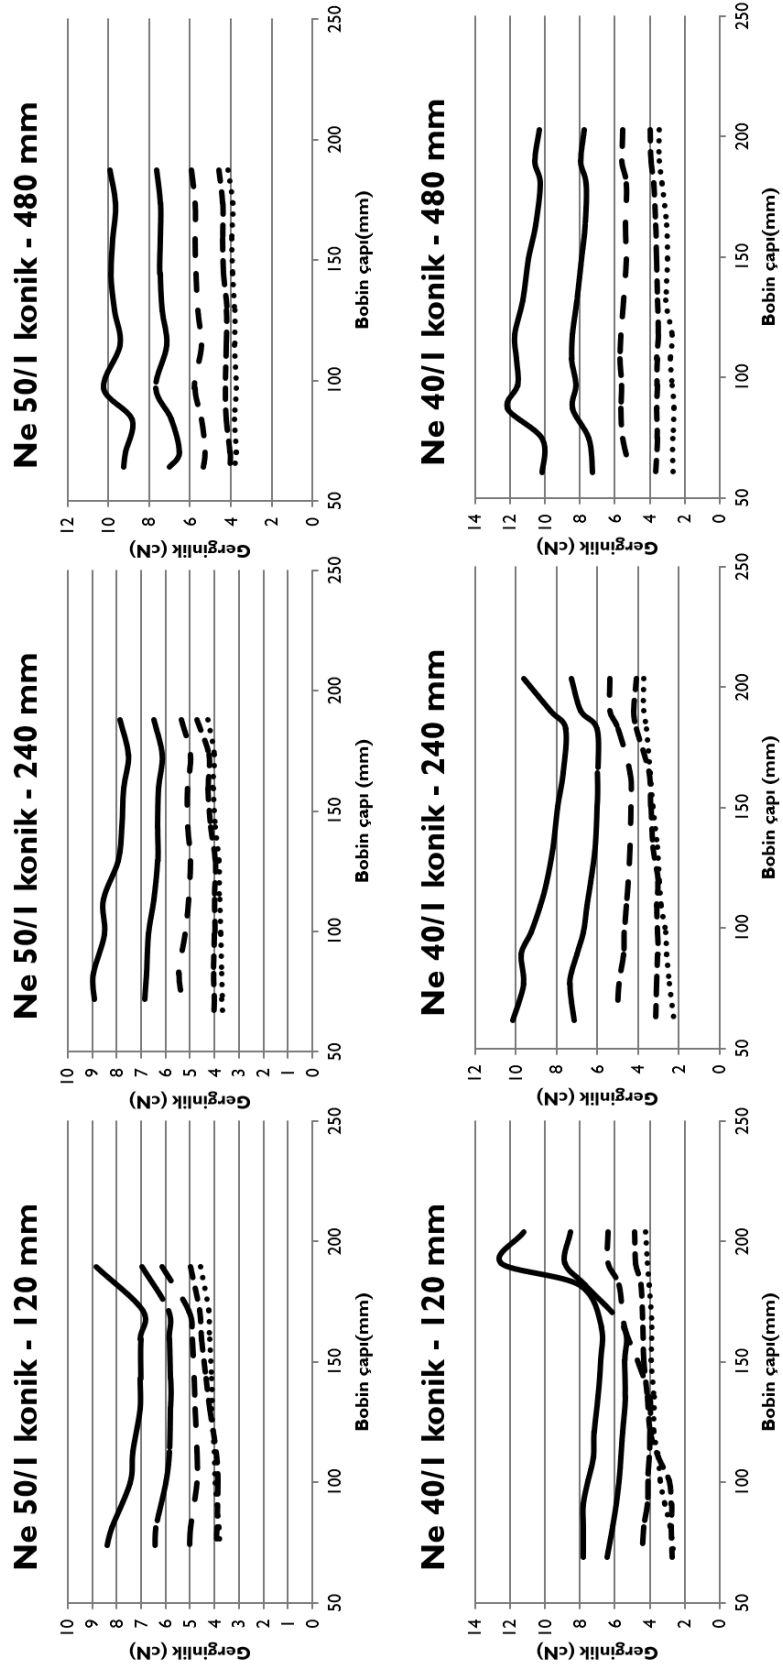 Ne 50/1 konik - 120 mm
Gerginlik (cN)
10
9
8
7
6
5
4
3
2
1
0
50 100 150 200 250
Bobin çapı(mm)
Ne 50/1 konik - 240 mm
Gerginlik (cN)
10
9
8
7
6
5
4
3
2
1
0
50 100 150 200 250
Bobin çapı (mm)
Ne 50/1 konik - 480 mm
Gerginlik (cN)
12
10
8
6
4
2
0
50 100 150 200 250
Bobin çapı(mm)
Ne 40/1 konik - 120 mm
Gerginlik (cN)
14
12
10
8
6
4
2
0
50 100 150 200 250
Bobin çapı(mm)
Ne 40/1 konik - 240 mm
Gerginlik (cN)
12
10
8
6
4
2
0
50 100 150 200 250
Bobin çapı (mm)
Ne 40/1 konik - 480 mm
Gerginlik (cN)
14
12
10
8
6
4
2
0
50 100 150 200 250
Bobin çapı(mm)